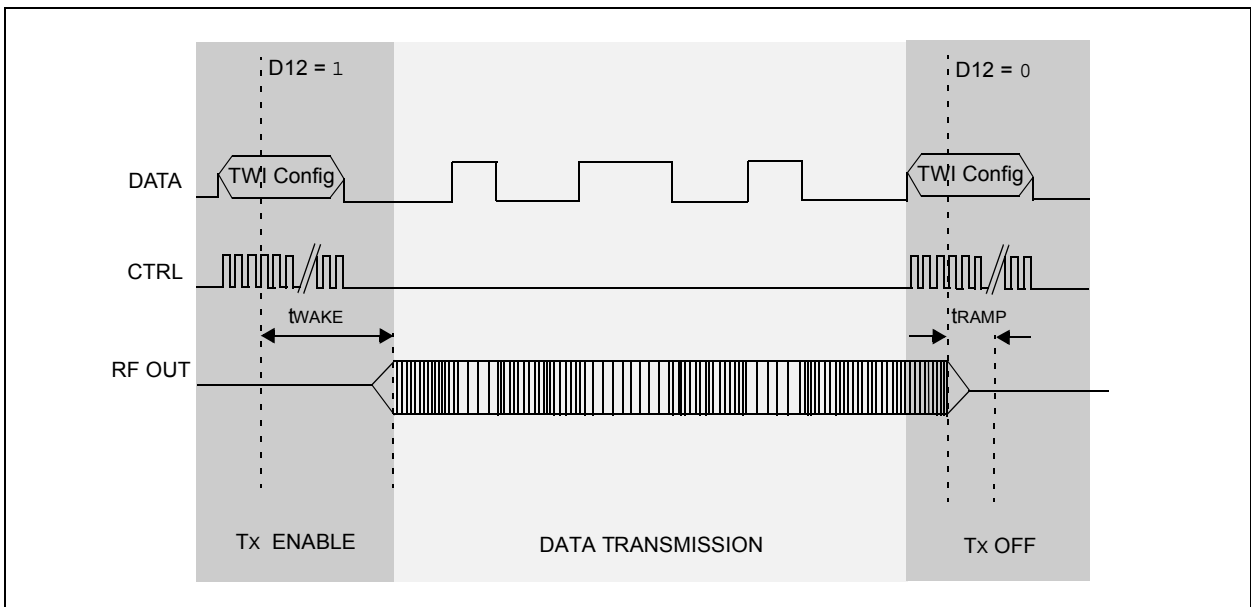 D12 = 1
D12 = 0
DATA
TWI Config
TWI Config
CTRL
tWAKE
tRAMP
RF OUT
Tx ENABLE
DATA TRANSMISSION
Tx OFF